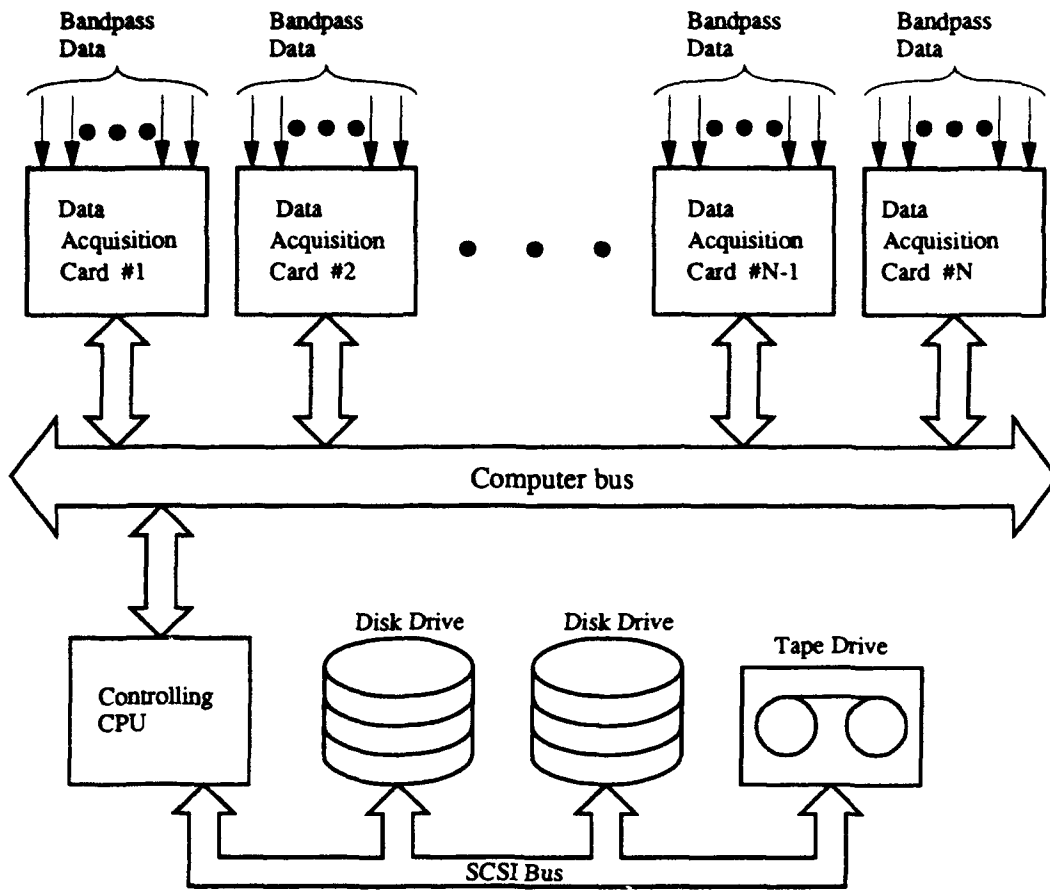 Bandpass
Data
Bandpass
Data
Bandpass
Data
Bandpass
Data
Data
Acquisition
Card #1
Data
Acquisition
Card #2
Data
Acquisition
Card #N-1
Data
Acquisition
Card #N
Computer bus
Disk Drive
Disk Drive
Tape Drive
Controlling
CPU
SCSI Bus